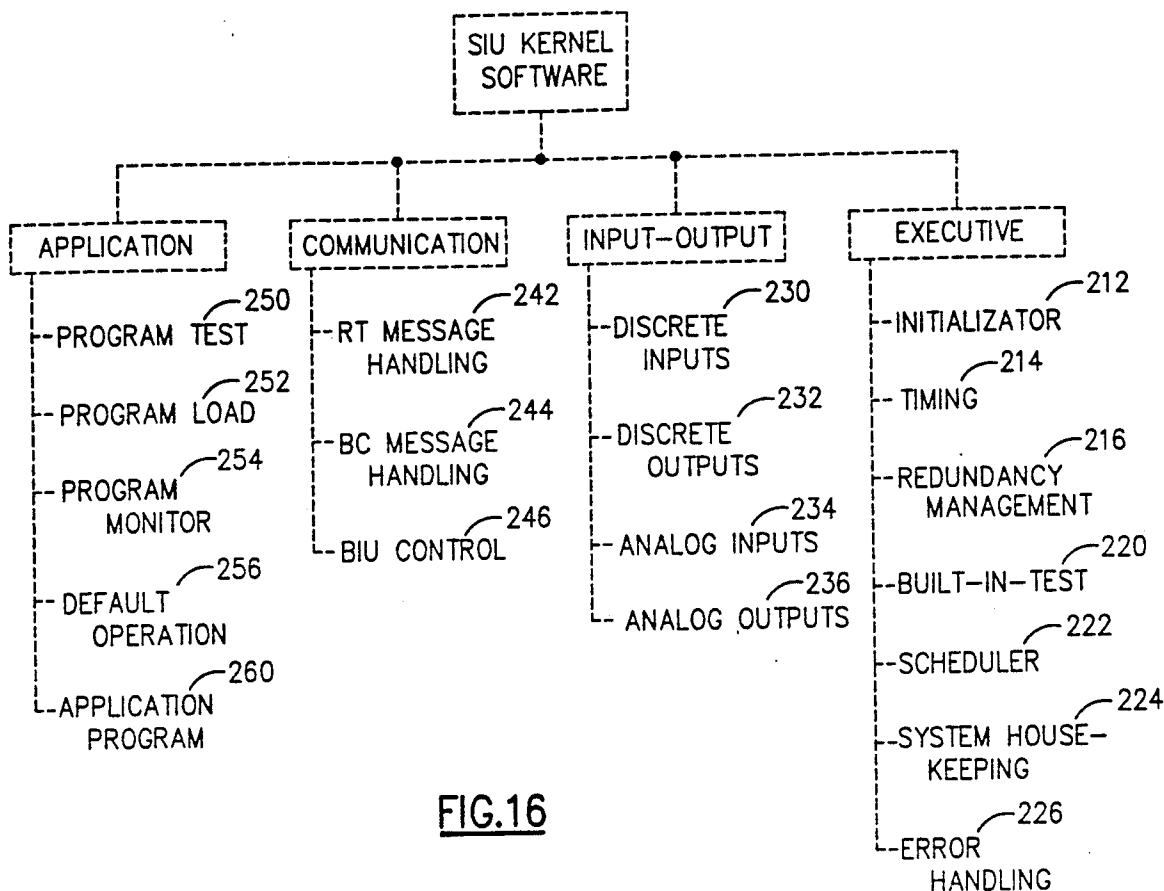 SIU KERNEL
SOFTWARE
APPLICATION
COMMUNICATION
INPUT-OUTPUT
EXECUTIVE
250
PROGRAM TEST
252
PROGRAM LOAD
254
PROGRAM
MONITOR
256
DEFAULT
OPERATION
260
APPLICATION
PROGRAM
242
RT MESSAGE
HANDLING
244
BC MESSAGE
HANDLING
246
BIU CONTROL
230
DISCRETE
INPUTS
232
DISCRETE
OUTPUTS
234
ANALOG INPUTS
236
ANALOG OUTPUTS
212
INITIALIZATOR
214
TIMING
216
REDUNDANCY
MANAGEMENT
220
BUILT-IN-TEST
222
SCHEDULER
224
SYSTEM HOUSE-
KEEPING
226
ERROR
HANDLING
FIG.16